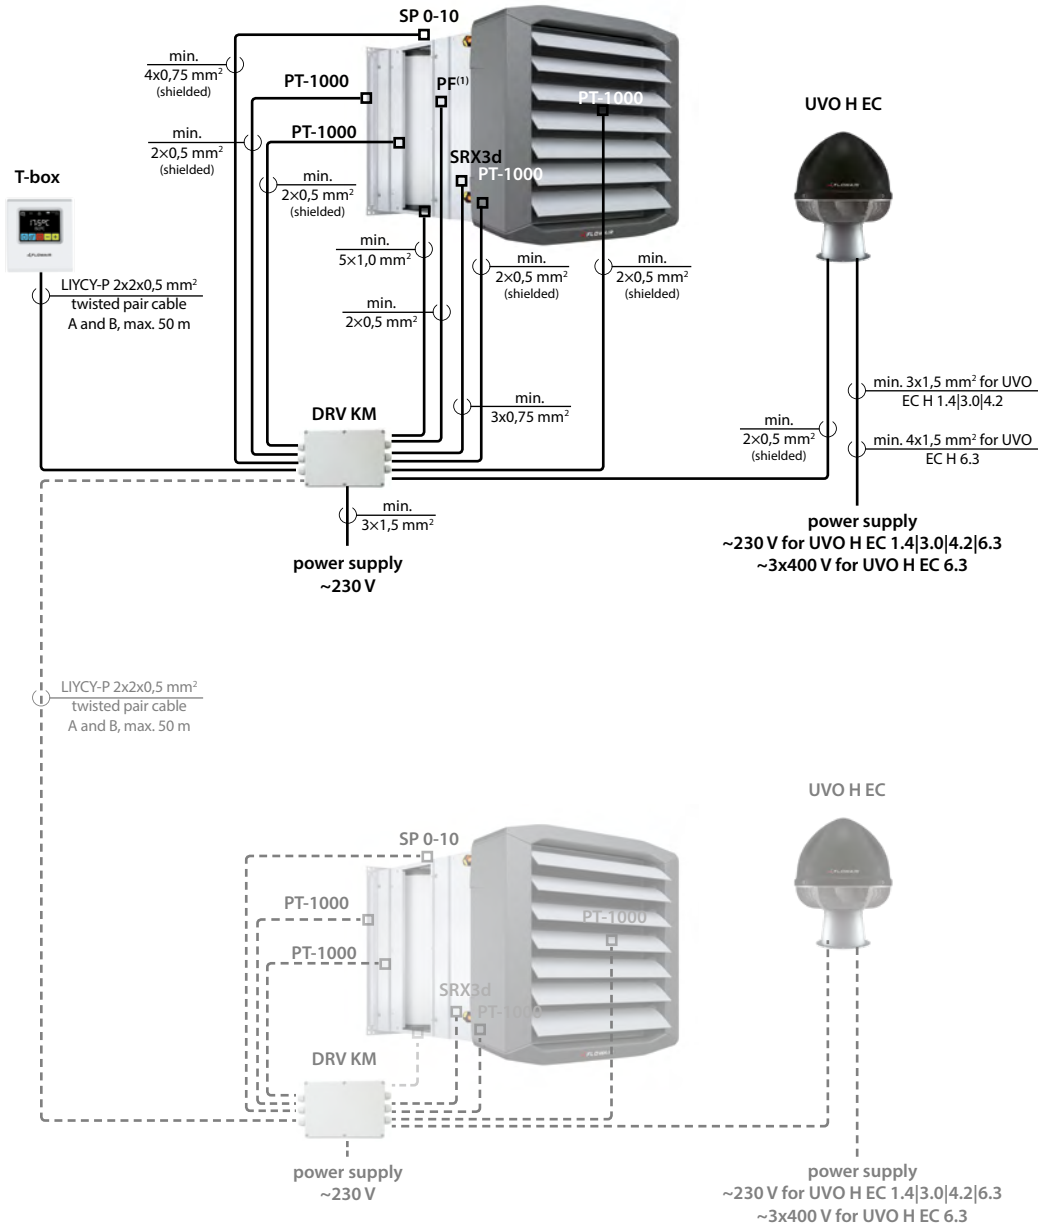 SP 0-10
min.
4x0,75 mm²
(shielded)
PT-1000
PF⁽¹⁾
PT-1000
UVO H EC
min.
2×0,5 mm²
(shielded)
PT-1000
SRX3d
PT-1000
T-box
min.
2×0,5 mm²
(shielded)
FLOWAIR
FLOWAIR
FLOWAIR
min.
5×1,0 mm²
min.
2×0,5 mm²
(shielded)
min.
2×0,5 mm²
(shielded)
LIYCY-P 2x2x0,5 mm²
twisted pair cable
A and B, max. 50 m
min.
2×0,5 mm²
min. 3x1,5 mm² for UVO
EC H 1.4|3.0|4.2
min.
3x0,75 mm²
DRV KM
min.
2×0,5 mm²
(shielded)
min. 4x1,5 mm² for UVO
EC H 6.3
min.
3×1,5 mm²
power supply
~230 V
power supply
~230 V for UVO H EC 1.4|3.0|4.2|6.3
~3x400 V for UVO H EC 6.3
LIYCY-P 2x2x0,5 mm²
twisted pair cable
A and B, max. 50 m
UVO H EC
SP 0-10
FLOWAIR
PT-1000
PT-1000
PT-1000
SRX3d
PT-1000
FLOWAIR
DRV KM
power supply
~230 V
power supply
~230 V for UVO H EC 1.4|3.0|4.2|6.3
~3x400 V for UVO H EC 6.3